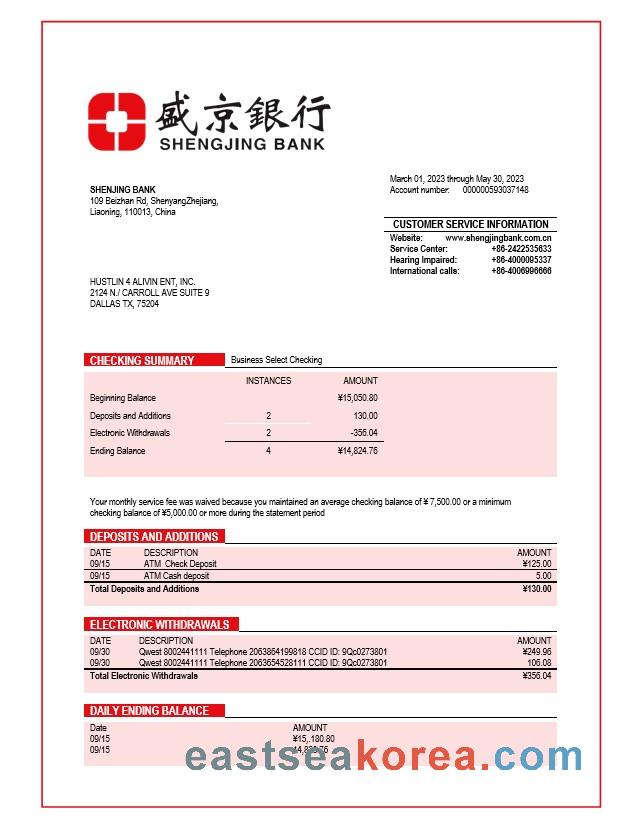 盛京銀行
SHENGJING BANK
March 01, 2023 through May 30, 2023
Account number: 000000593037148
SHENJING BANK
109 Beizhan Rd, ShenyangZhejiang,
Liaoning, 110013, China
CUSTOMER SERVICE INFORMATION
Website: www.shengjingbank.com.cn
Service Center: +86-2422535633
Hearing Impaired: +86-4000095337
International calls: +86-4006996666
HUSTLIN 4 ALIVIN ENT, INC.
2124 N./ CARROLL AVE SUITE 9
DALLAS TX, 75204
CHECKING SUMMARY Business Select Checking
INSTANCES AMOUNT
Beginning Balance ¥15,050.80
Deposits and Additions 2 130.00
Electronic Withdrawals 2 -356.04
Ending Balance 4 ¥14,824.76
Your monthly service fee was waived because you maintained an average checking balance of ¥ 7,500.00 or a minimum
checking balance of ¥5,000.00 or more during the statement period
DEPOSITS AND ADDITIONS
DATE DESCRIPTION AMOUNT
09/15 ATM Check Deposit ¥125.00
09/15 ATM Cash deposit 5.00
Total Deposits and Additions ¥130.00
ELECTRONIC WITHDRAWALS
DATE DESCRIPTION AMOUNT
09/30 Qwest 8002441111 Telephone 2063864199818 CCID ID: 9Qc0273801 ¥249.96
09/30 Qwest 8002441111 Telephone 2063654528111 CCID ID: 9Qc0273801 106.08
Total Electronic Withdrawals ¥356.04
DAILY ENDING BALANCE
Date AMOUNT
09/15 ¥15,.180.80
09/15
eastseakorea.com